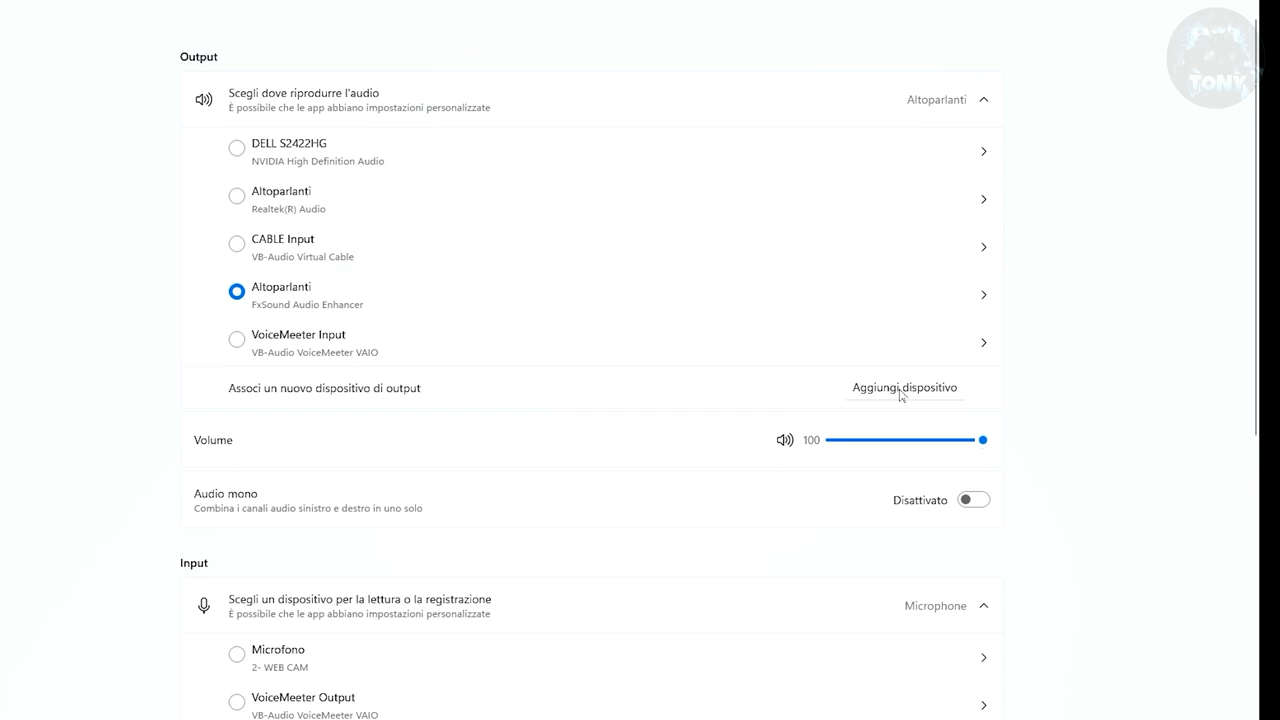 TONY
Output
Scegli dove riprodurre l'audio
È possibile che le app abbiano impostazioni personalizzate
Altoparlanti
DELL S2422HG
NVIDIA High Definition Audio
Altoparlanti
Realtek(R) Audio
CABLE Input
VB-Audio Virtual Cable
Altoparlanti
FxSound Audio Enhancer
VoiceMeeter Input
VB-Audio VoiceMeeter VAIO
Associ un nuovo dispositivo di output
Aggiungi dispositivo
Volume
100
Audio mono
Combina i canali audio sinistro e destro in uno solo
Disattivato
Input
Scegli un dispositivo per la lettura o la registrazione
È possibile che le app abbiano impostazioni personalizzate
Microphone
Microfono
2- WEB CAM
VoiceMeeter Output
VB-Audio VoiceMeeter VAIO